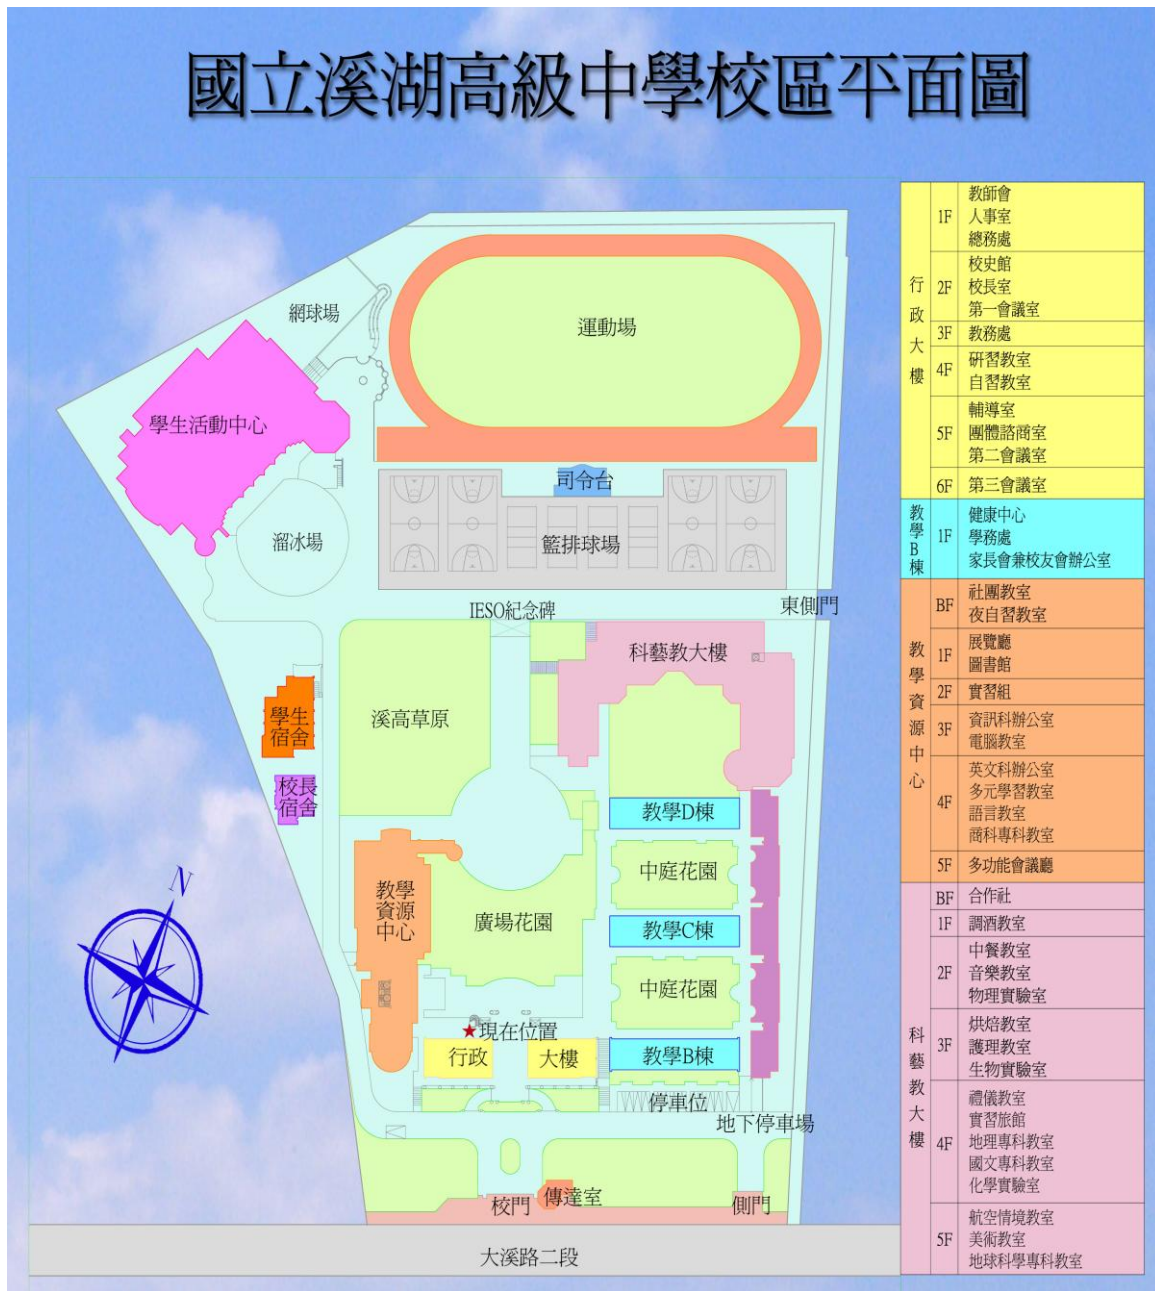 國立溪湖高級中學校區平面圖
網球場
運動場
學生活動中心
司令台
溜冰場
籃排球場
IESO紀念碑
東側門
科藝教大樓
溪高草原
學生
宿舍
校長
宿舍
教學D棟
中庭花園
教學
資源
中心
廣場花園
教學C棟
中庭花園
N
★現在位置
行政
大樓
教學B棟
停車位
地下停車場
校門
傳達室
側門
大溪路二段
行政大樓
1F
教師會
人事室
總務處
2F
校史館
校長室
第一會議室
3F
教務處
4F
研習教室
自習教室
5F
輔導室
團體諮商室
第二會議室
6F
第三會議室
教學B棟
1F
健康中心
學務處
家長會兼校友會辦公室
教學資源中心
BF
社團教室
夜自習教室
1F
展覽廳
圖書館
2F
實習組
3F
資訊科辦公室
電腦教室
4F
英文科辦公室
多元學習教室
語言教室
商科專科教室
5F
多功能會議廳
科藝教大樓
BF
合作社
1F
調酒教室
2F
中餐教室
音樂教室
物理實驗室
3F
烘焙教室
護理教室
生物實驗室
4F
禮儀教室
實習旅館
地理專科教室
國文專科教室
化學實驗室
5F
航空情境教室
美術教室
地球科學專科教室